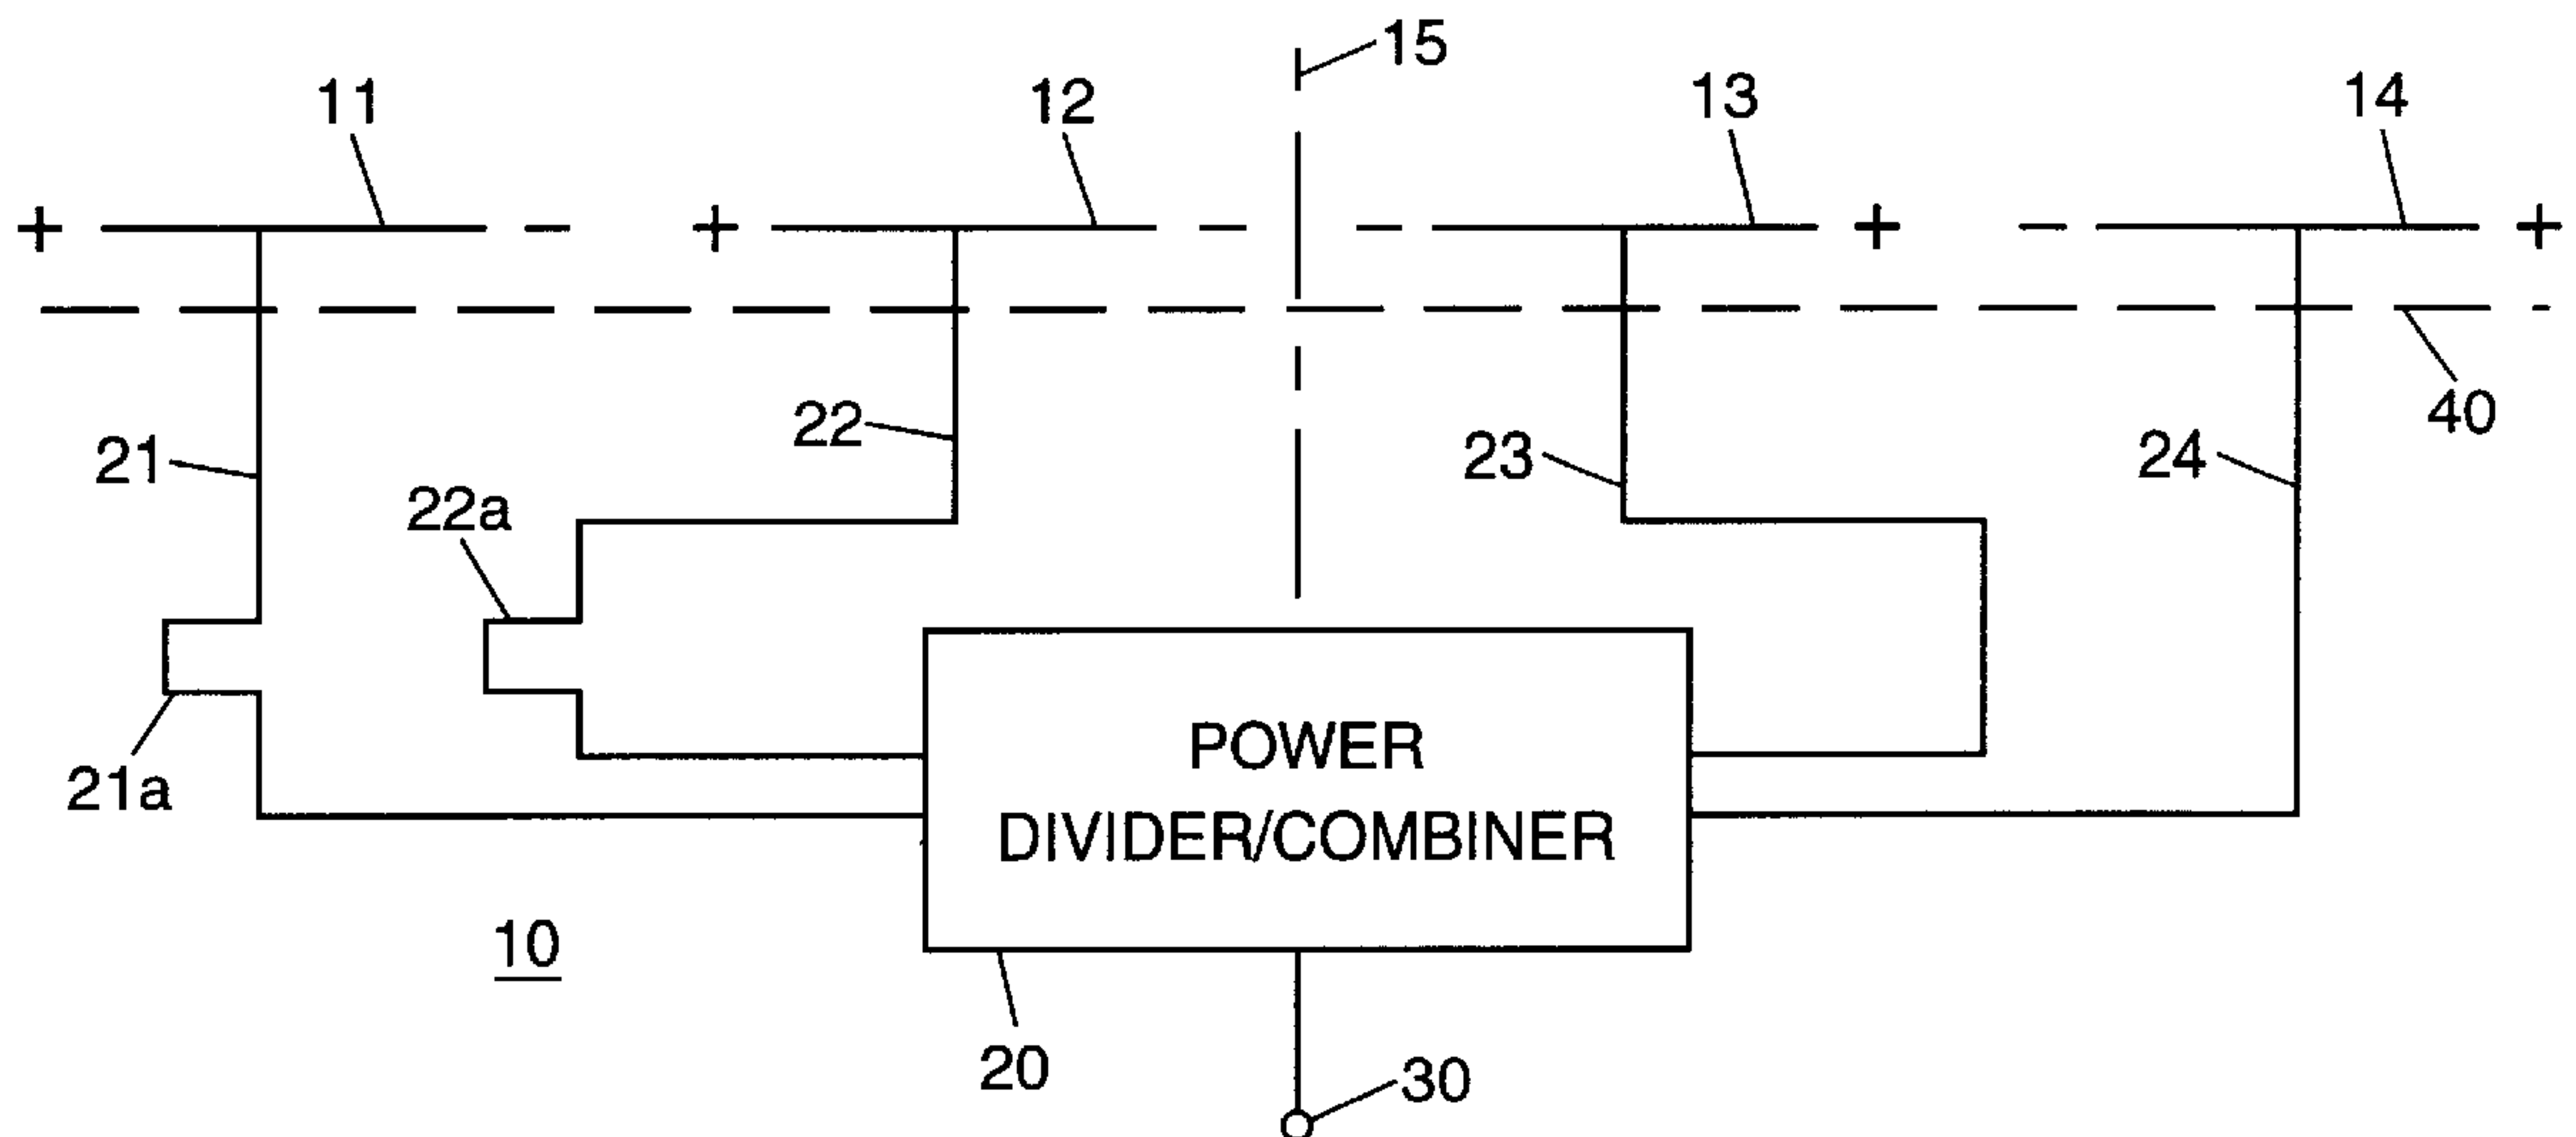 15
11
12
13
14
+ − + − − + − +
40
21
22
23
24
22a
21a
POWER
DIVIDER/COMBINER
10
20
30